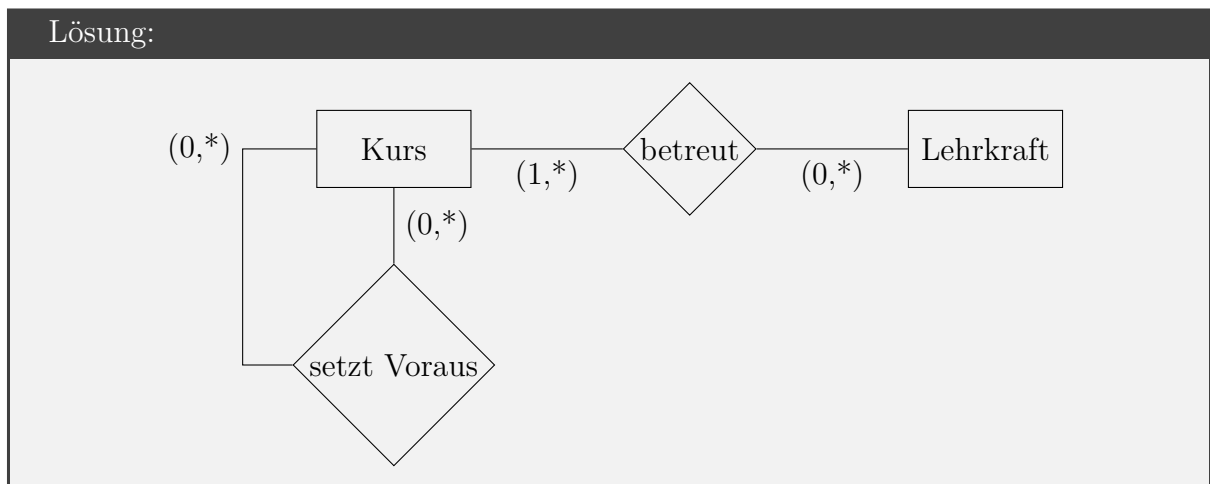 Lösung:
(0,*)
Kurs
(1,*)
betreut
(0,*)
Lehrkraft
(0,*)
setzt Voraus